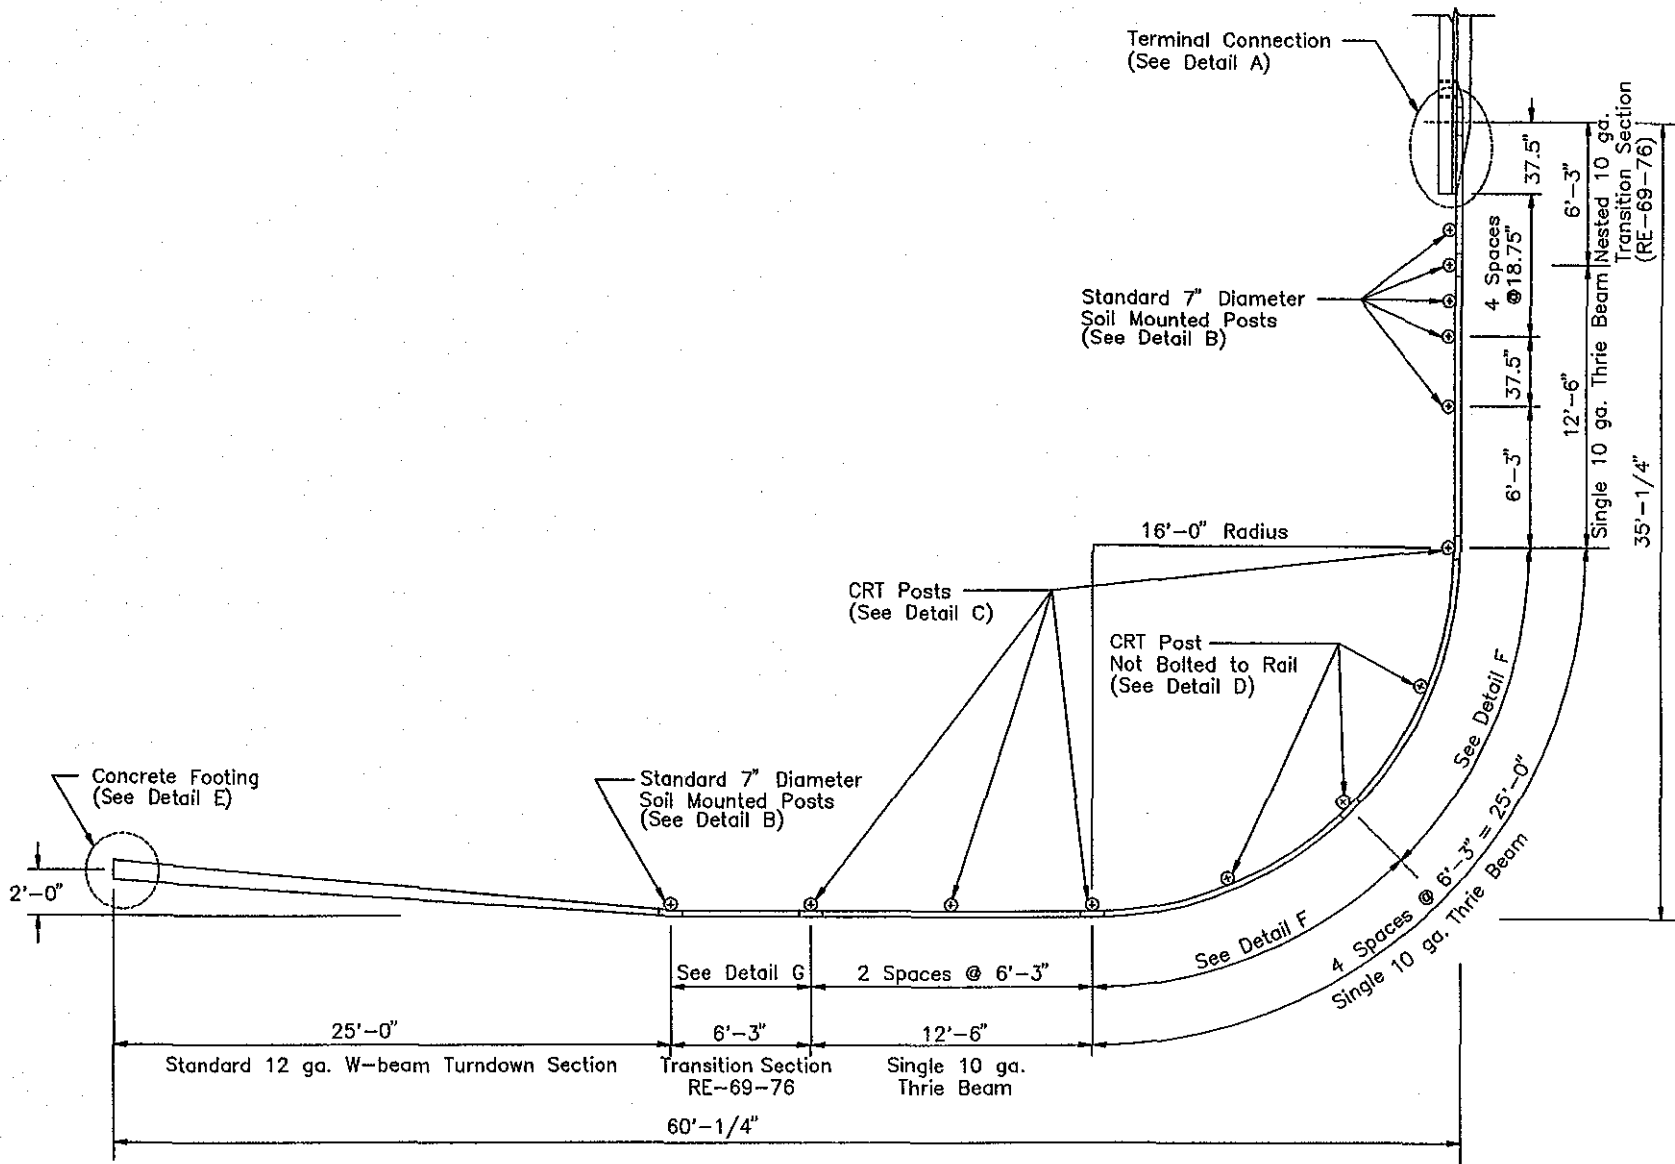 Terminal Connection
(See Detail A)
37.5"
6'-3"
Nested 10 ga.
Transition Section
(RE-69-76)
4 Spaces
@18.75"
Standard 7" Diameter
Soil Mounted Posts
(See Detail B)
37.5"
12'-6"
Single 10 ga. Thrie Beam
6'-3"
35'-1/4"
16'-0" Radius
CRT Posts
(See Detail C)
CRT Post
Not Bolted to Rail
(See Detail D)
See Detail F
Concrete Footing
(See Detail E)
Standard 7" Diameter
Soil Mounted Posts
(See Detail B)
2'-0"
See Detail F
4 Spaces @ 6'-3" = 25'-0"
Single 10 ga. Thrie Beam
See Detail G
2 Spaces @ 6'-3"
25'-0"
6'-3"
12'-6"
Standard 12 ga. W-beam Turndown Section
Transition Section
RE-69-76
Single 10 ga.
Thrie Beam
60'-1/4"